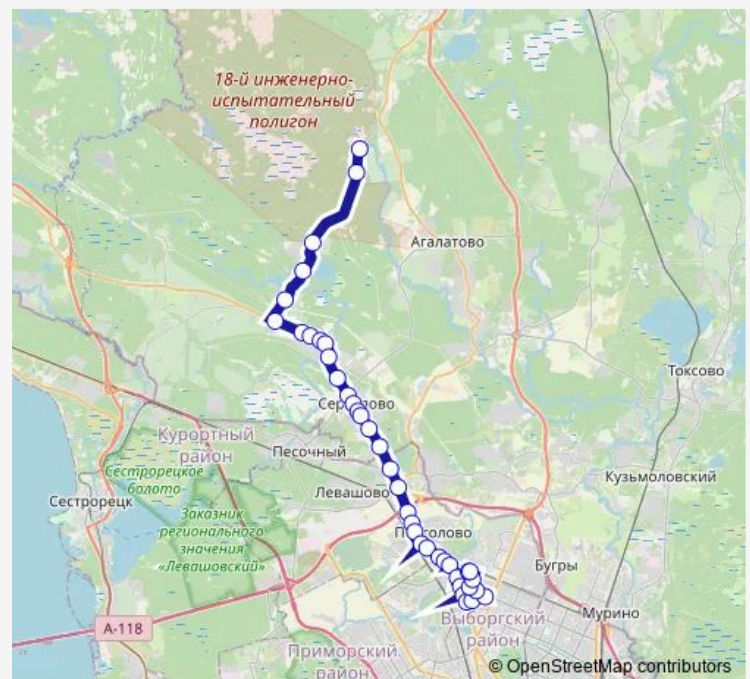 18-й инженерно-
испытательный
полигон
Агалатово
Токсово
Курортный
район
Песочный
Сестрорецкое
болото
Сестрорецк
Кузьмоловский
Левашово
Заказник
регионального
значения
«Левашовский»
Бугры
Мурино
А-118
Выборгский
район
Приморский
район
© OpenStreetMap contributors